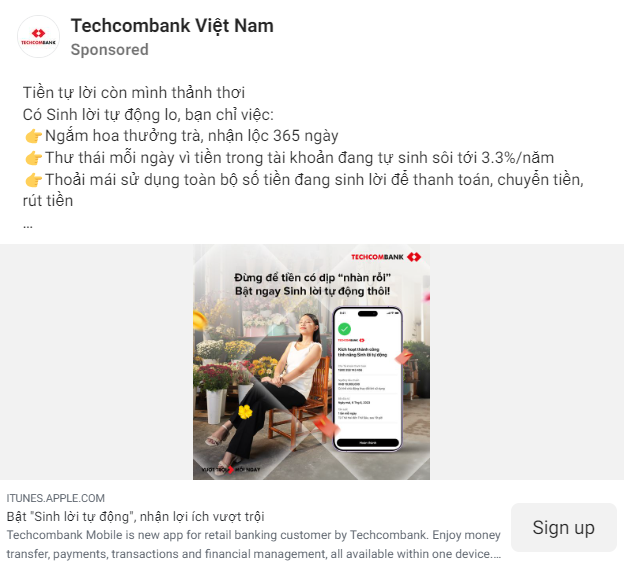 TECHCOMBANK
Techcombank Việt Nam
Sponsored
Tiền tự lời còn mình thảnh thơi
Có Sinh lời tự động lo, bạn chỉ việc:
👉Ngắm hoa thưởng trà, nhận lộc 365 ngày
👉Thư thái mỗi ngày vì tiền trong tài khoản đang tự sinh sôi tới 3.3%/năm
👉Thoải mái sử dụng toàn bộ số tiền đang sinh lời để thanh toán, chuyển tiền,
rút tiền
...
TECHCOMBANK
Đừng để tiền có dịp “nhàn rỗi”
Bật ngay Sinh lời tự động thôi!
TECHCOMBANK
Kích hoạt thành công
tính năng Sinh lời tự động
VƯỢT TRỘI MỖI NGÀY
ITUNES.APPLE.COM
Bật "Sinh lời tự động", nhận lợi ích vượt trội
Techcombank Mobile is new app for retail banking customer by Techcombank. Enjoy money
transfer, payments, transactions and financial management, all available within one device....
Sign up